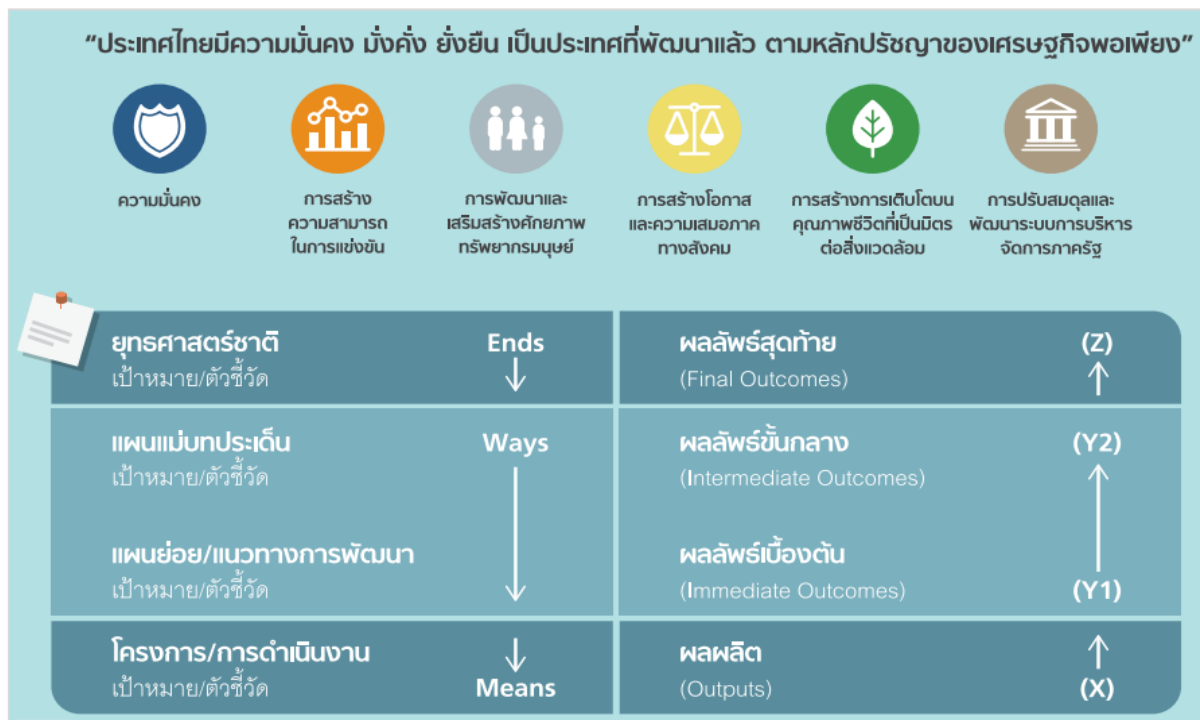 “ประเทศไทยมีความมั่นคง มั่งคั่ง ยั่งยืน เป็นประเทศที่พัฒนาแล้ว ตามหลักปรัชญาของเศรษฐกิจพอเพียง”
ความมั่นคง
การสร้าง
ความสามารถ
ในการแข่งขัน
การพัฒนาและ
เสริมสร้างศักยภาพ
ทรัพยากรมนุษย์
การสร้างโอกาส
และความเสมอภาค
ทางสังคม
การสร้างการเติบโตบน
คุณภาพชีวิตที่เป็นมิตร
ต่อสิ่งแวดล้อม
การปรับสมดุลและ
พัฒนาระบบการบริหาร
จัดการภาครัฐ
ยุทธศาสตร์ชาติ Ends
เป้าหมาย/ตัวชี้วัด
ผลลัพธ์สุดท้าย (Z)
(Final Outcomes)
แผนแม่บทประเด็น Ways
เป้าหมาย/ตัวชี้วัด
ผลลัพธ์ขั้นกลาง (Y2)
(Intermediate Outcomes)
แผนย่อย/แนวทางการพัฒนา
เป้าหมาย/ตัวชี้วัด
ผลลัพธ์เบื้องต้น
(Immediate Outcomes) (Y1)
โครงการ/การดำเนินงาน
เป้าหมาย/ตัวชี้วัด Means
ผลผลิต
(Outputs) (X)